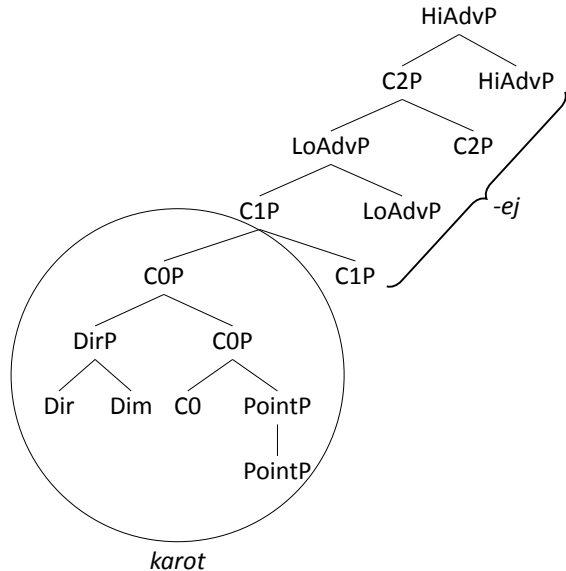 HiAdvP
C2P HiAdvP
LoAdvP C2P
-ej
C1P LoAdvP
C0P C1P
DirP C0P
Dir Dim C0 PointP
PointP
karot